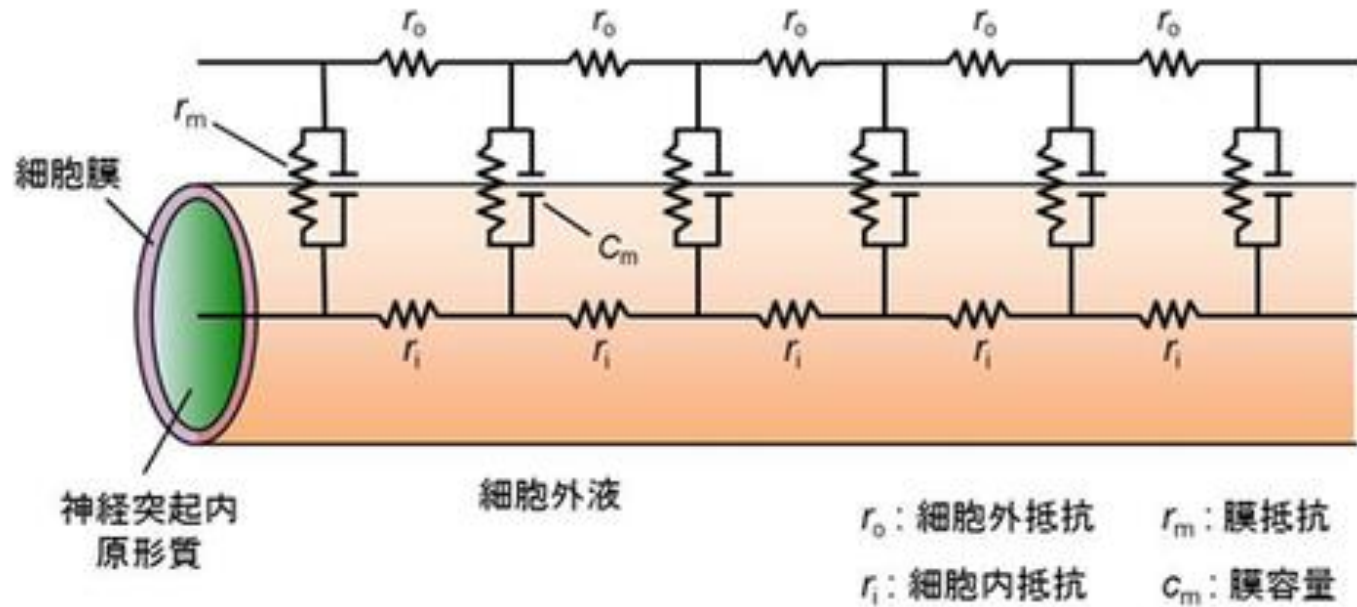 ro ro ro ro ro
rm
細胞膜
Cm
ri ri ri ri ri
神経突起内
原形質
細胞外液
ro : 細胞外抵抗 rm : 膜抵抗
ri : 細胞内抵抗 cm : 膜容量